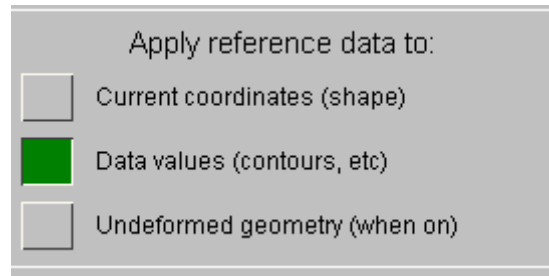 Apply reference data to:
Current coordinates (shape)
Data values (contours, etc)
Undeformed geometry (when on)